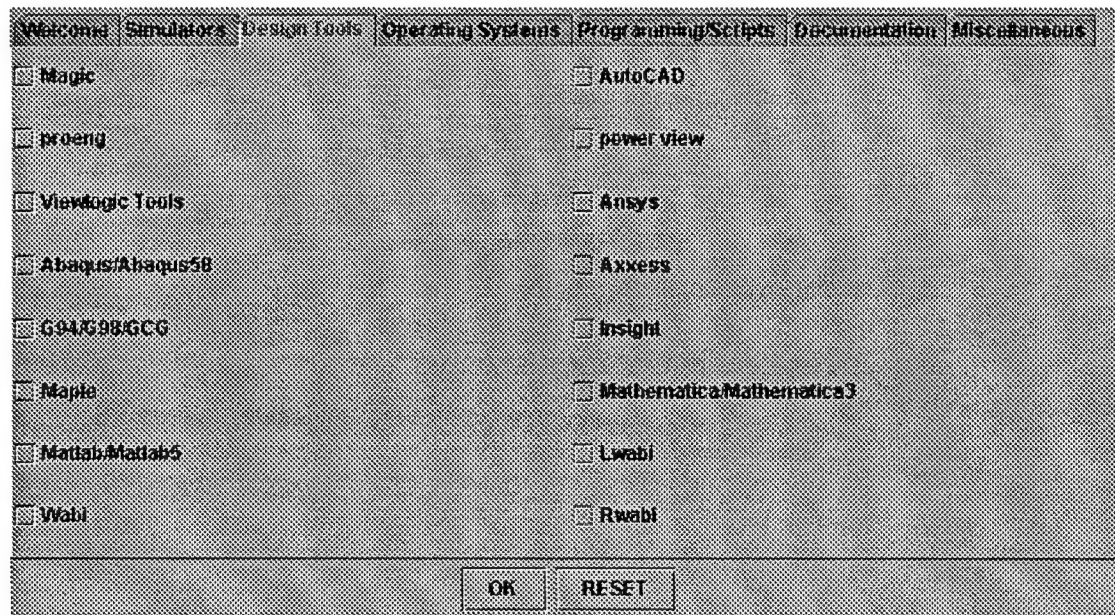 Welcome Simulators Design Tools Operating Systems Programming/Scripts Documentation Miscellaneous
Magic AutoCAD
proeng power view
Viewlogic Tools Ansys
Abaqus/Abaqus58 Axxess
G94/G98/GCG Insight
Maple Mathematica/Mathematica3
Matlab/Matlab5 Lwabi
Wabi Rwabi
OK RESET